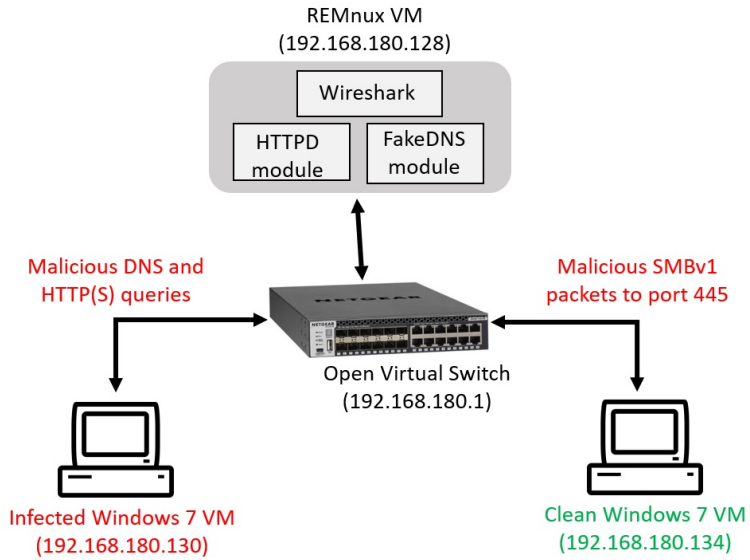 REMnux VM
(192.168.180.128)
Wireshark
HTTPD
module
FakeDNS
module
Malicious DNS and
HTTP(S) queries
Malicious SMBv1
packets to port 445
NETGEAR
NETGEAR
Open Virtual Switch
(192.168.180.1)
Infected Windows 7 VM
(192.168.180.130)
Clean Windows 7 VM
(192.168.180.134)